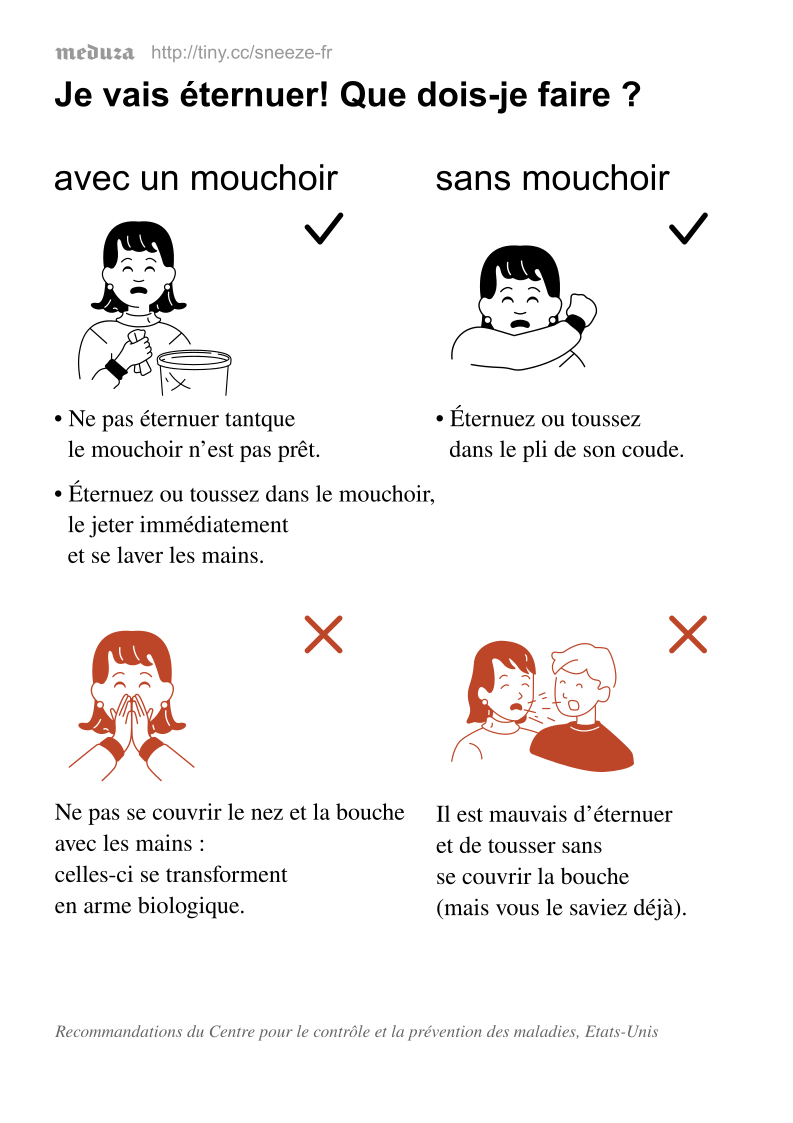 meduza http://tiny.cc/sneeze-fr
Je vais éternuer! Que dois-je faire ?
avec un mouchoir
• Ne pas éternuer tantque
le mouchoir n’est pas prêt.
• Éternuez ou toussez dans le mouchoir,
le jeter immédiatement
et se laver les mains.
sans mouchoir
• Éternuez ou toussez
dans le pli de son coude.
Ne pas se couvrir le nez et la bouche
avec les mains :
celles-ci se transforment
en arme biologique.
Il est mauvais d’éternuer
et de tousser sans
se couvrir la bouche
(mais vous le saviez déjà).
Recommandations du Centre pour le contrôle et la prévention des maladies, Etats-Unis